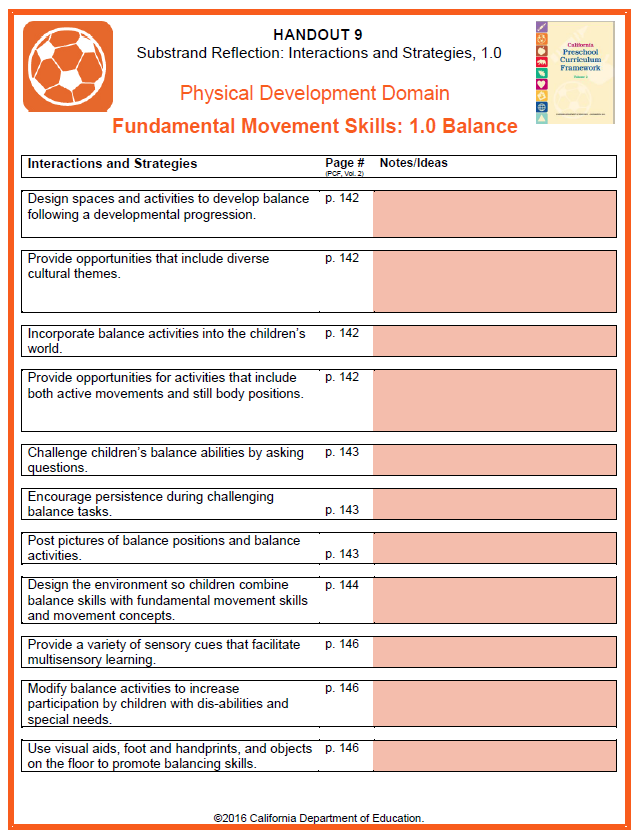 HANDOUT 9
Substrand Reflection: Interactions and Strategies, 1.0
California
Preschool
Curriculum
Framework
Physical Development Domain
Fundamental Movement Skills: 1.0 Balance
Interactions and Strategies Page # Notes/Ideas
(PCF, Vol. 2)
Design spaces and activities to develop balance p. 142
following a developmental progression.
Provide opportunities that include diverse p. 142
cultural themes.
Incorporate balance activities into the children's p. 142
world.
Provide opportunities for activities that include p. 142
both active movements and still body positions.
Challenge children's balance abilities by asking p. 143
questions.
Encourage persistence during challenging
balance tasks. p. 143
Post pictures of balance positions and balance
activities. p. 143
Design the environment so children combine p. 144
balance skills with fundamental movement skills
and movement concepts.
Provide a variety of sensory cues that facilitate p. 146
multisensory learning.
Modify balance activities to increase p. 146
participation by children with dis-abilities and
special needs.
Use visual aids, foot and handprints, and objects p. 146
on the floor to promote balancing skills.
©2016 California Department of Education.